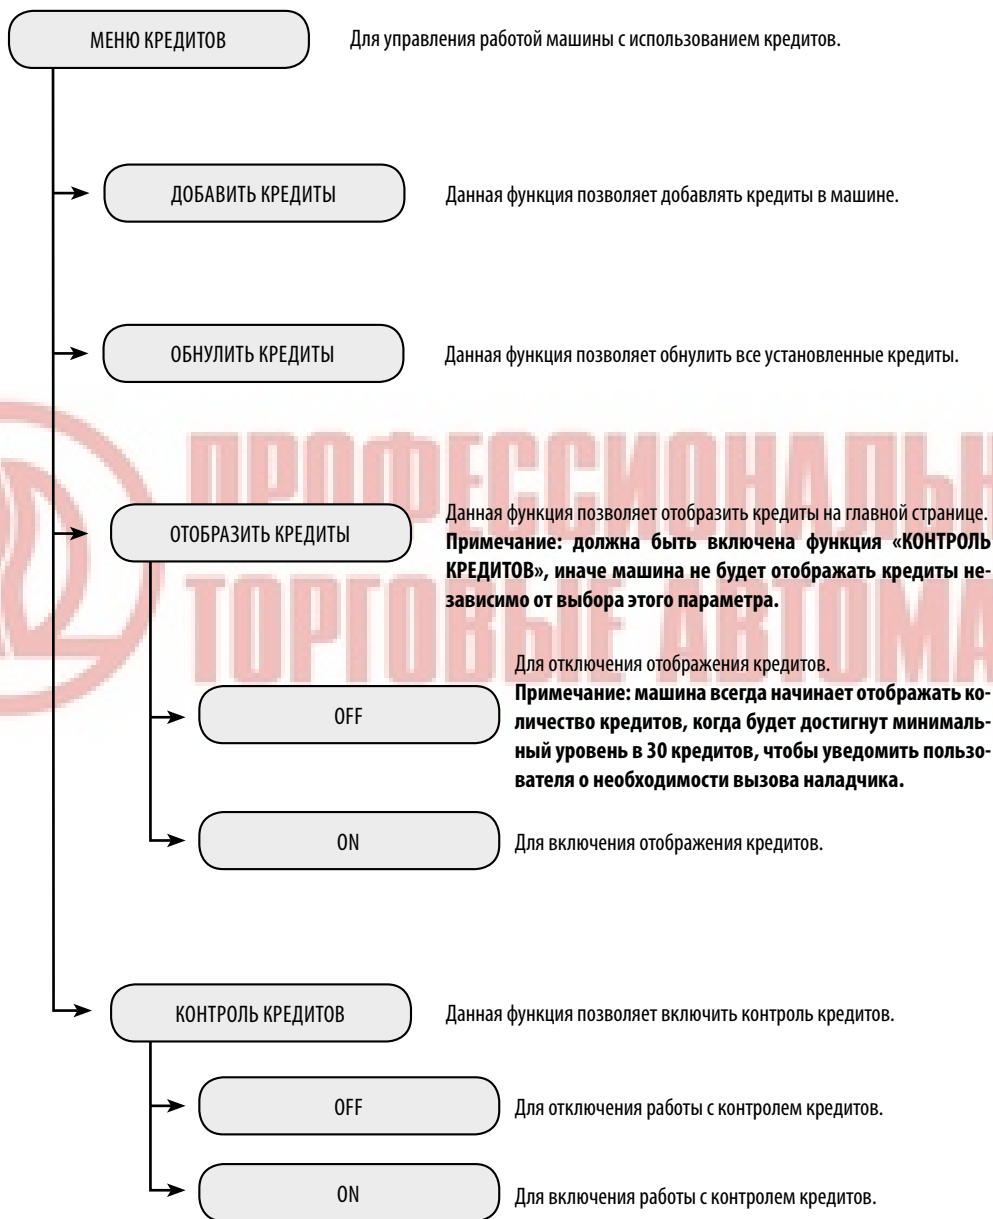 МЕНЮ КРЕДИТОВ
Для управления работой машины с использованием кредитов.
ДОБАВИТЬ КРЕДИТЫ
Данная функция позволяет добавлять кредиты в машине.
ОБНУЛИТЬ КРЕДИТЫ
Данная функция позволяет обнулить все установленные кредиты.
ПРОФЕССИОНАЛЬН
ОТОБРАЗИТЬ КРЕДИТЫ
Данная функция позволяет отобразить кредиты на главной странице.
Примечание: должна быть включена функция «КОНТРОЛЬ
КРЕДИТОВ», иначе машина не будет отображать кредиты не-
зависимо от выбора этого параметра.
ТОРГОВЫЕ АВТОМА
OFF
Для отключения отображения кредитов.
Примечание: машина всегда начинает отображать ко-
личество кредитов, когда будет достигнут минималь-
ный уровень в 30 кредитов, чтобы уведомить пользо-
вателя о необходимости вызова наладчика.
ON
Для включения отображения кредитов.
КОНТРОЛЬ КРЕДИТОВ
Данная функция позволяет включить контроль кредитов.
OFF
Для отключения работы с контролем кредитов.
ON
Для включения работы с контролем кредитов.